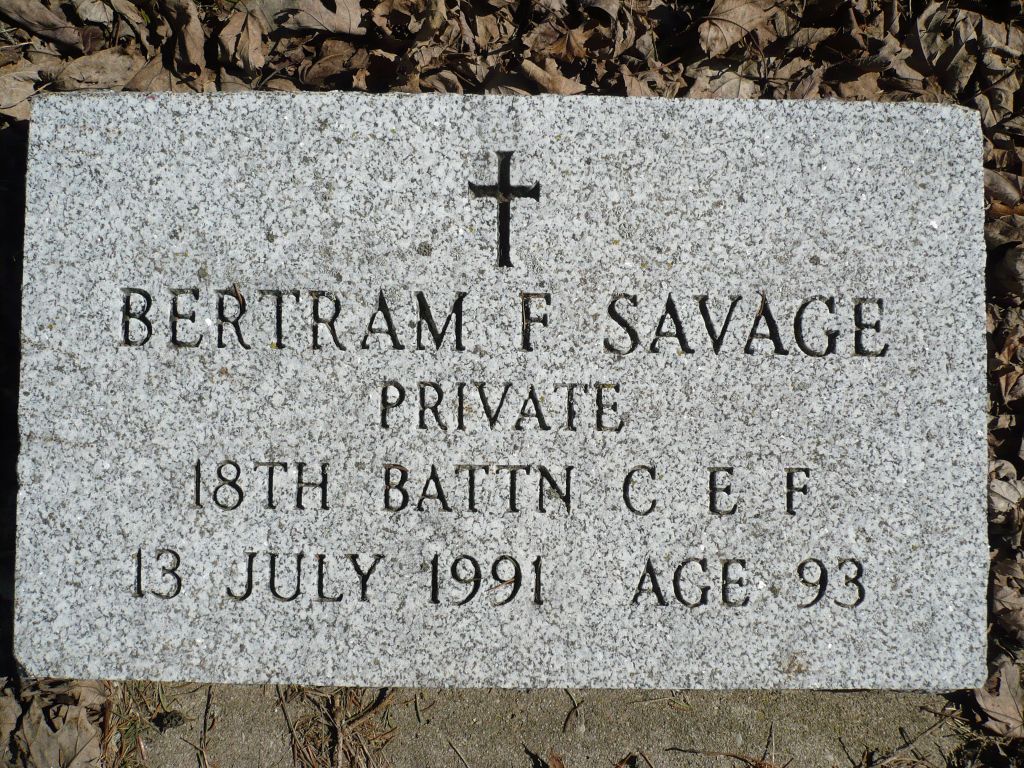 BERTRAM F SAVAGE
PRIVATE
18TH BATTN C E F
13 JULY 1991 AGE 93